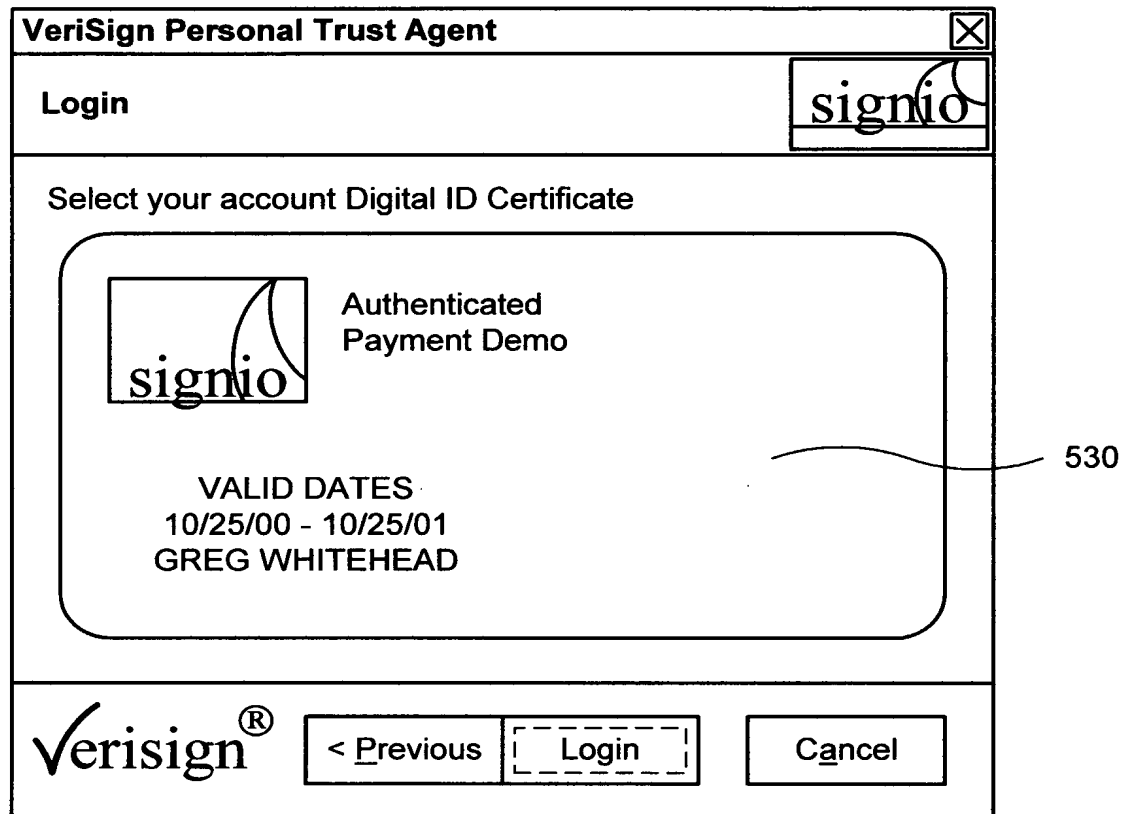 VeriSign Personal Trust Agent
Login
signio
Select your account Digital ID Certificate
signio
Authenticated
Payment Demo
530
VALID DATES
10/25/00 - 10/25/01
GREG WHITEHEAD
Verisign®
< Previous
Login
Cancel